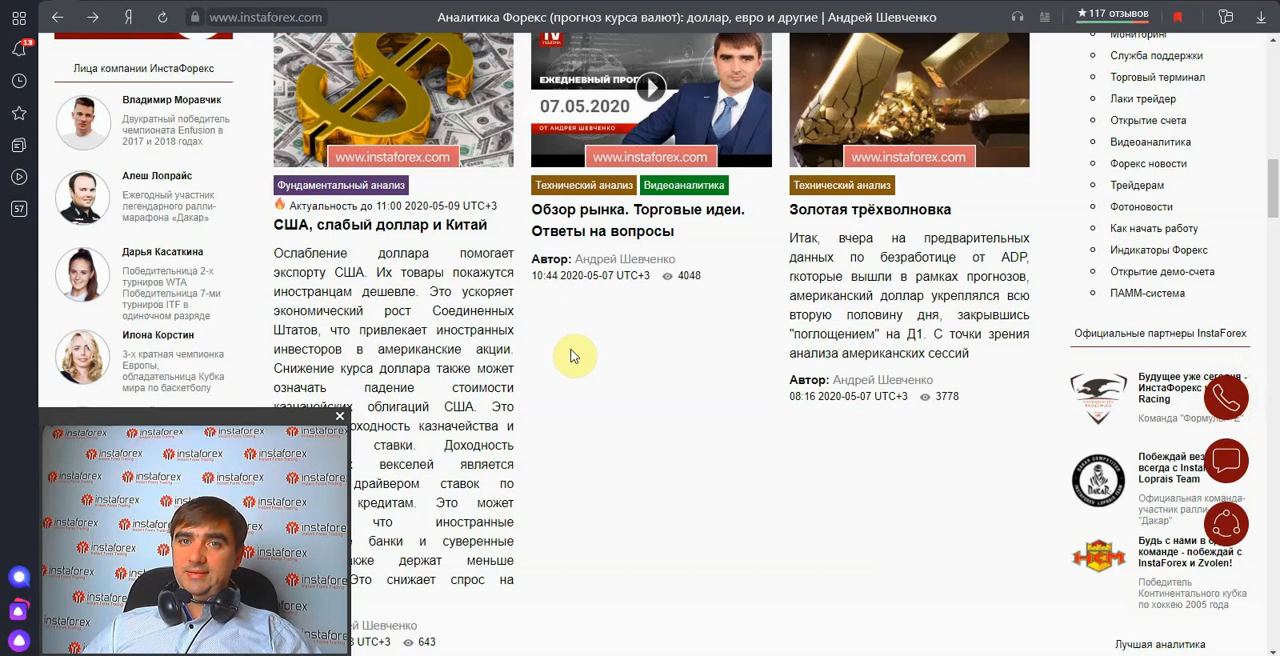 www.instaforex.com
Аналитика Форекс (прогноз курса валют): доллар, евро и другие | Андрей Шевченко
117 отзывов
13
57
Лица компании ИнстаФорекс
Владимир Моравчик
Двукратный победитель
чемпионата Enfusion в
2017 и 2018 годах
Алеш Лопрайс
Ежегодный участник
легендарного ралли-
марафона «Дакар»
Дарья Касаткина
Победительница 2-х
турниров WTA
Победительница 7-ми
турниров ITF в
одиночном разряде
Илона Корстин
3-х кратная чемпионка
Европы,
обладательница Кубка
мира по баскетболу
www.instaforex.com
Фундаментальный анализ
Актуальность до 11:00 2020-05-09 UTC+3
США, слабый доллар и Китай
Ослабление доллара помогает
экспорту США. Их товары покажутся
иностранцам дешевле. Это ускоряет
экономический рост Соединенных
Штатов, что привлекает иностранных
инвесторов в американские акции.
Снижение курса доллара также может
означать падение стоимости
казначейских облигаций США. Это
доходность казначейства и
ставки. Доходность
векселей является
драйвером ставок по
кредитам. Это может
что иностранные
банки и суверенные
держат меньше
Это снижает спрос на
Шевченко
UTC+3 643
TV
ЕЖЕДНЕВНЫЙ
07.05.2020
ОТ АНДРЕЯ ШЕВЧЕНКО
www.instaforex.com
Технический анализ Видеоаналитика
Обзор рынка. Торговые идеи.
Ответы на вопросы
Автор: Андрей Шевченко
10:44 2020-05-07 UTC+3 4048
www.instaforex.com
Технический анализ
Золотая трёхволновка
Итак, вчера на предварительных
данных по безработице от ADP,
гкоторые вышли в рамках прогнозов,
американский доллар укреплялся всю
вторую половину дня, закрывшись
"поглощением" на Д1. С точки зрения
анализа американских сессий
Автор: Андрей Шевченко
08:16 2020-05-07 UTC+3 3778
Мониторинг
Служба поддержки
Торговый терминал
Лаки трейдер
Открытие счета
Видеоаналитика
Форекс новости
Трейдерам
Фотоновости
Как начать работу
Индикаторы Форекс
Открытие демо-счета
ПАММ-система
Официальные партнеры InstaForex
Будущее уже сегодня -
ИнстаФорекс
Racing
Команда "Формулы-E"
Побеждай
всегда с
Loprais Team
Официальная команда-
участник ралли
"Дакар"
Будь с нами в
команде - побеждай с
InstaForex и Zvolen!
Победитель
Континентального кубка
по хоккею 2005 года
Лучшая аналитика
instaforex